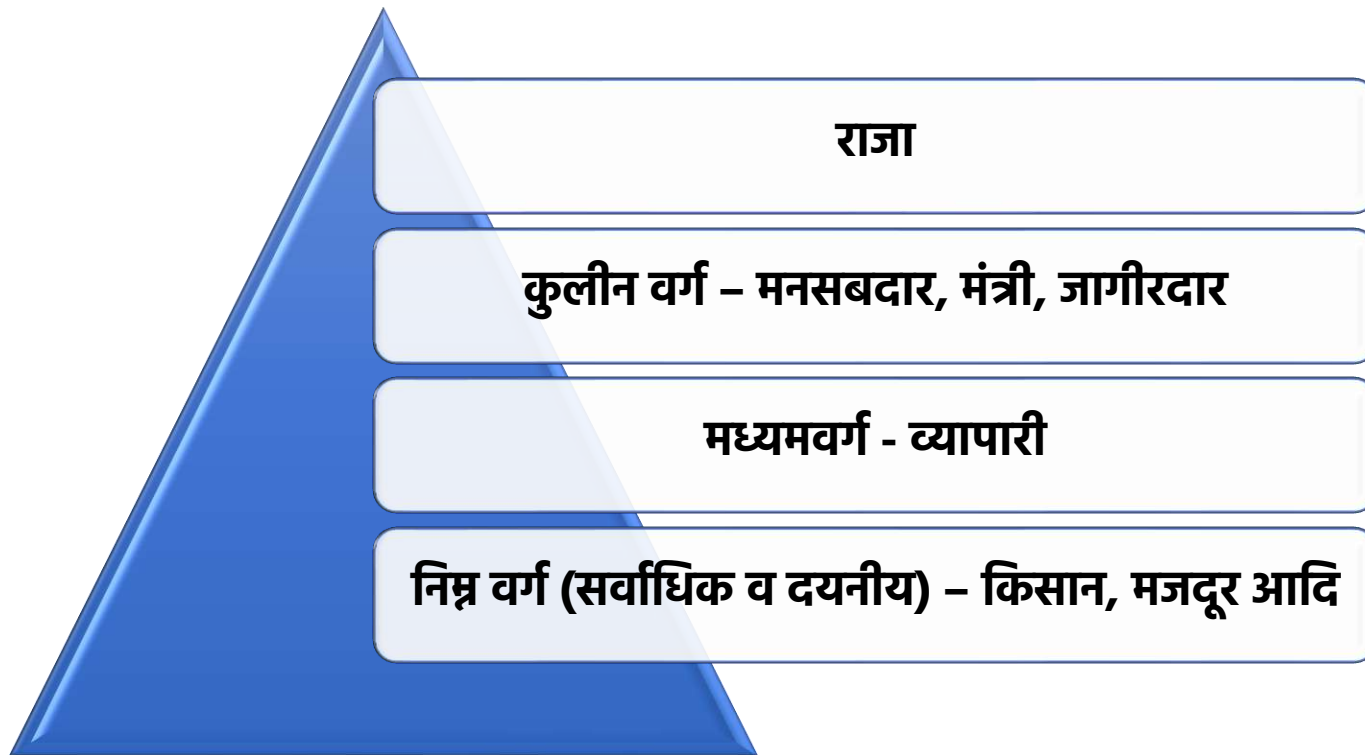 राजा
कुलीन वर्ग – मनसबदार, मंत्री, जागीरदार
मध्यमवर्ग - व्यापारी
निम्न वर्ग (सर्वाधिक व दयनीय) – किसान, मजदूर आदि